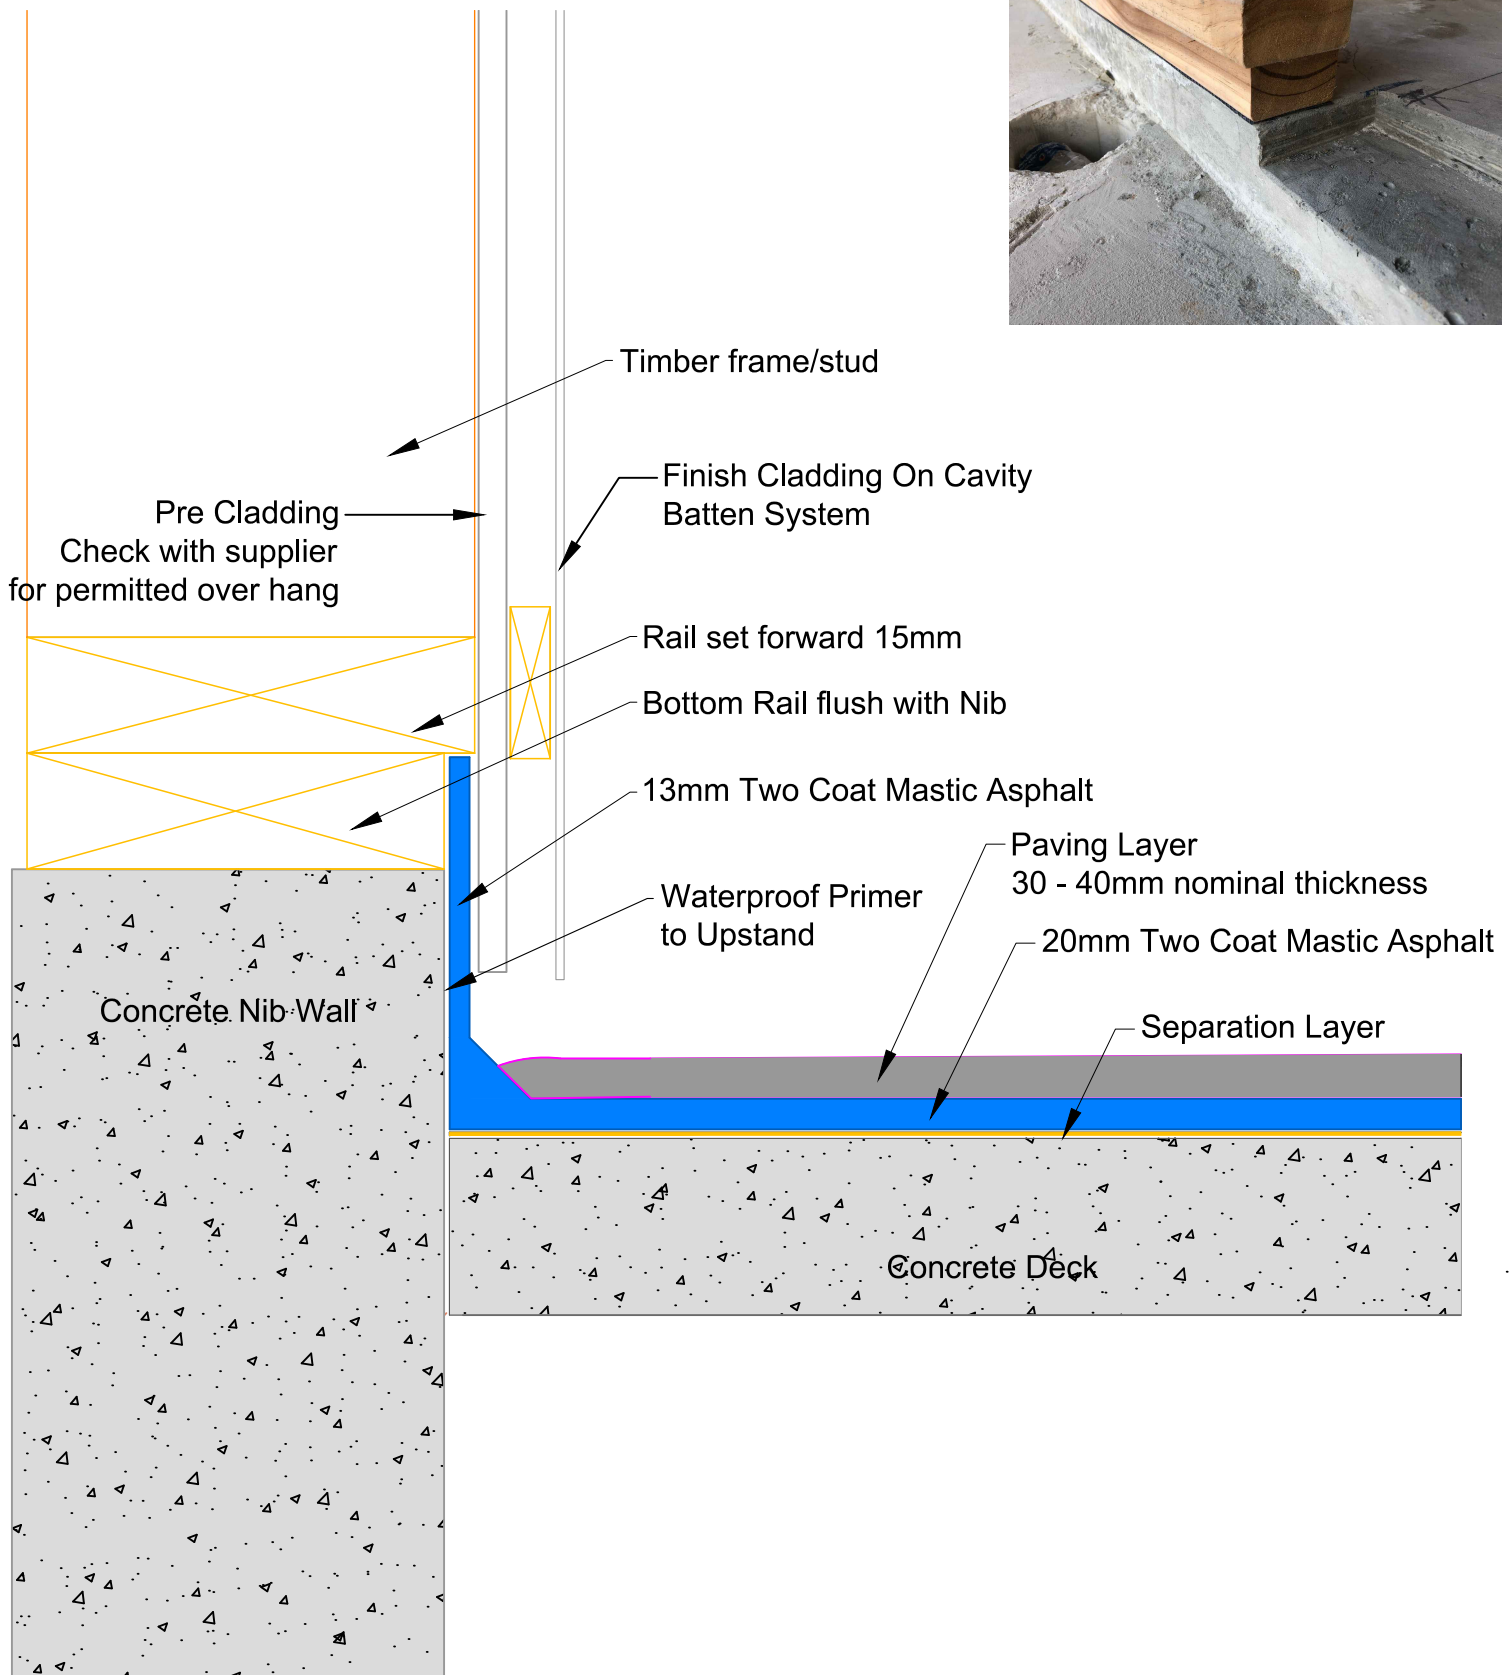 Timber frame/stud
Finish Cladding On Cavity
Batten System
Pre Cladding
Check with supplier
for permitted over hang
Rail set forward 15mm
Bottom Rail flush with Nib
13mm Two Coat Mastic Asphalt
Paving Layer
30 - 40mm nominal thickness
Waterproof Primer
to Upstand
20mm Two Coat Mastic Asphalt
Concrete Nib Wall
Separation Layer
Concrete Deck